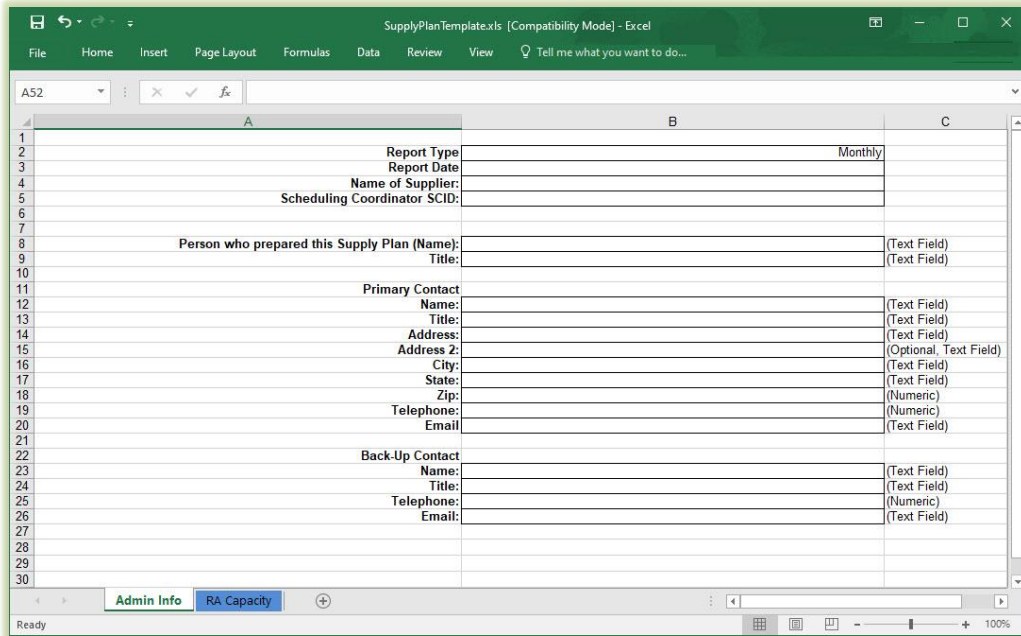 SupplyPlanTemplate.xls [Compatibility Mode] - Excel
File Home Insert Page Layout Formulas Data Review View Tell me what you want to do...
A52 fx
A B C
1
2 Report Type Monthly
3 Report Date
4 Name of Supplier:
5 Scheduling Coordinator SCID:
6
7
8 Person who prepared this Supply Plan (Name): (Text Field)
9 Title: (Text Field)
10
11 Primary Contact
12 Name: (Text Field)
13 Title: (Text Field)
14 Address: (Text Field)
15 Address 2: (Optional, Text Field)
16 City: (Text Field)
17 State: (Text Field)
18 Zip: (Numeric)
19 Telephone: (Numeric)
20 Email (Text Field)
21
22 Back-Up Contact
23 Name: (Text Field)
24 Title: (Text Field)
25 Telephone: (Numeric)
26 Email: (Text Field)
27
28
29
30
Admin Info RA Capacity
Ready 100%